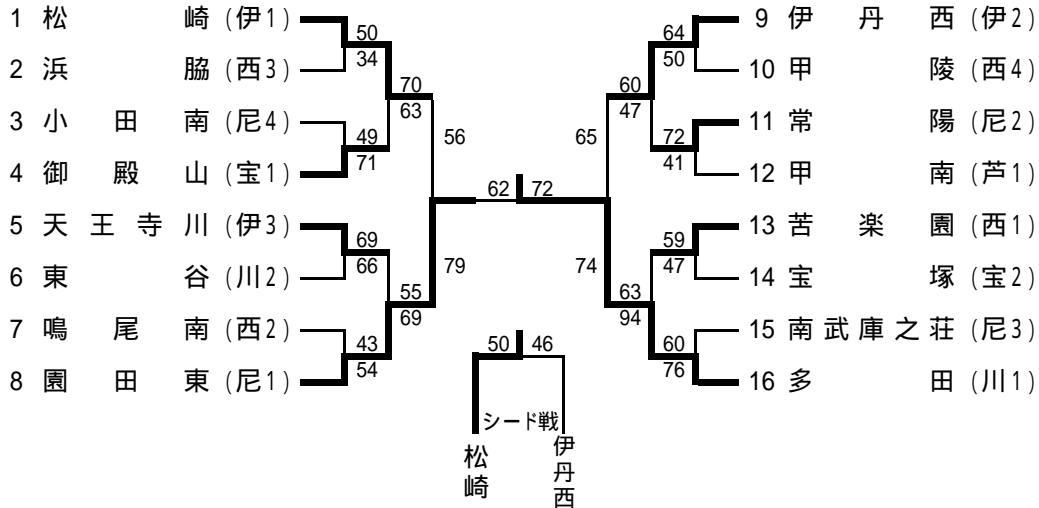 1 松崎 (伊1)
50
34
2 浜脇 (西3)
70
63
3 小田南 (尼4)
49
71
4 御殿山 (宝1)
56
5 天王寺川 (伊3)
69
66
6 東谷 (川2)
79
55
69
7 鳴尾南 (西2)
43
54
8 園田東 (尼1)
62 72
9 伊丹西 (伊2)
64
50
10 甲陵 (西4)
60
47
11 常陽 (尼2)
72
41
12 甲南 (芦1)
65
13 苦楽園 (西1)
59
47
14 宝塚 (宝2)
74
63
94
15 南武庫之荘 (尼3)
60
76
16 多田 (川1)
50 46
シード戦
松崎
伊丹西